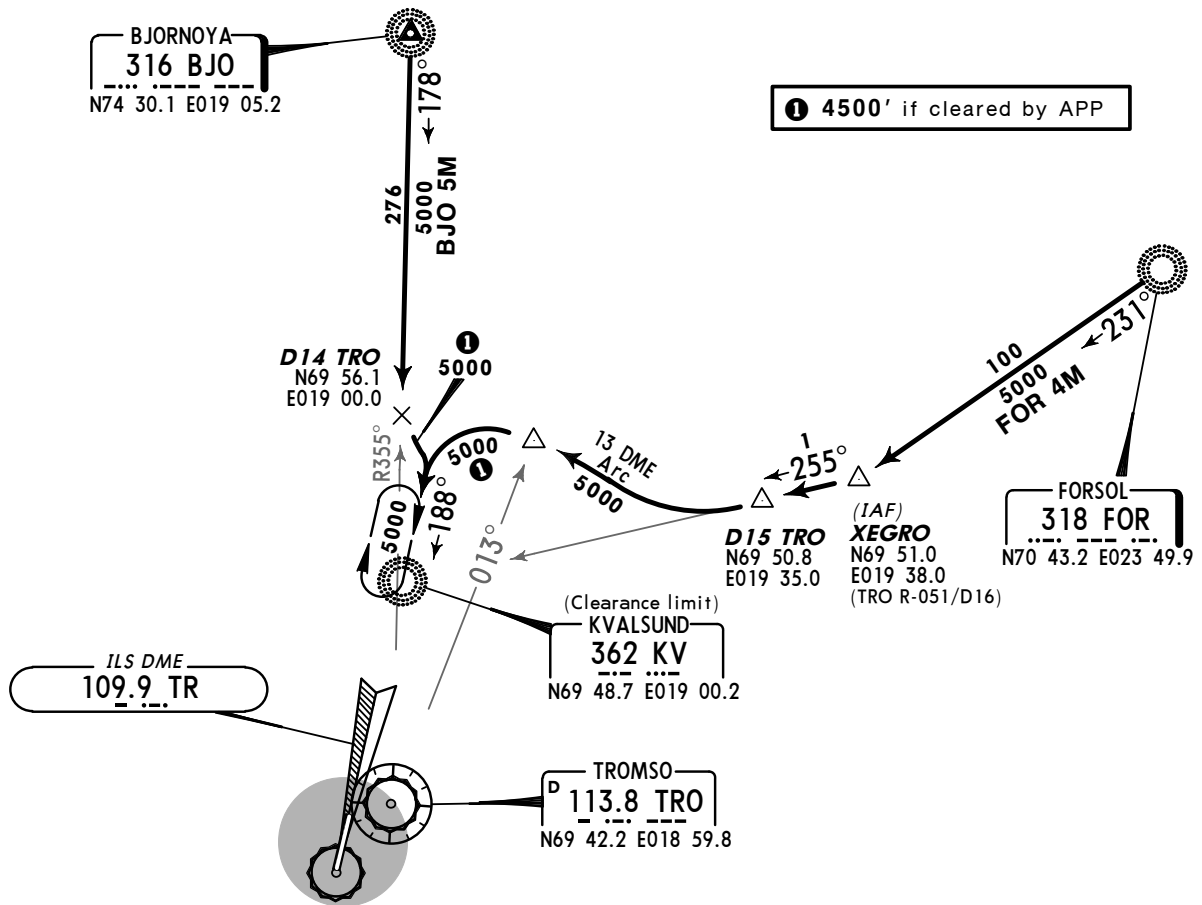 BJORNOYA
316 BJO
N74 30.1 E019 05.2
178°
276
5000
BJO 5M
❶ 4500' if cleared by APP
231°
100
5000
FOR 4M
D14 TRO
N69 56.1
E019 00.0
❶
5000
R355°
5000
❶
13 DME
Arc
5000
1
255°
188°
5000
013°
D15 TRO
N69 50.8
E019 35.0
(IAF)
XEGRO
N69 51.0
E019 38.0
(TRO R-051/D16)
FORSOL
318 FOR
N70 43.2 E023 49.9
(Clearance limit)
KVALSUND
362 KV
N69 48.7 E019 00.2
ILS DME
109.9 TR
TROMSO
D 113.8 TRO
N69 42.2 E018 59.8